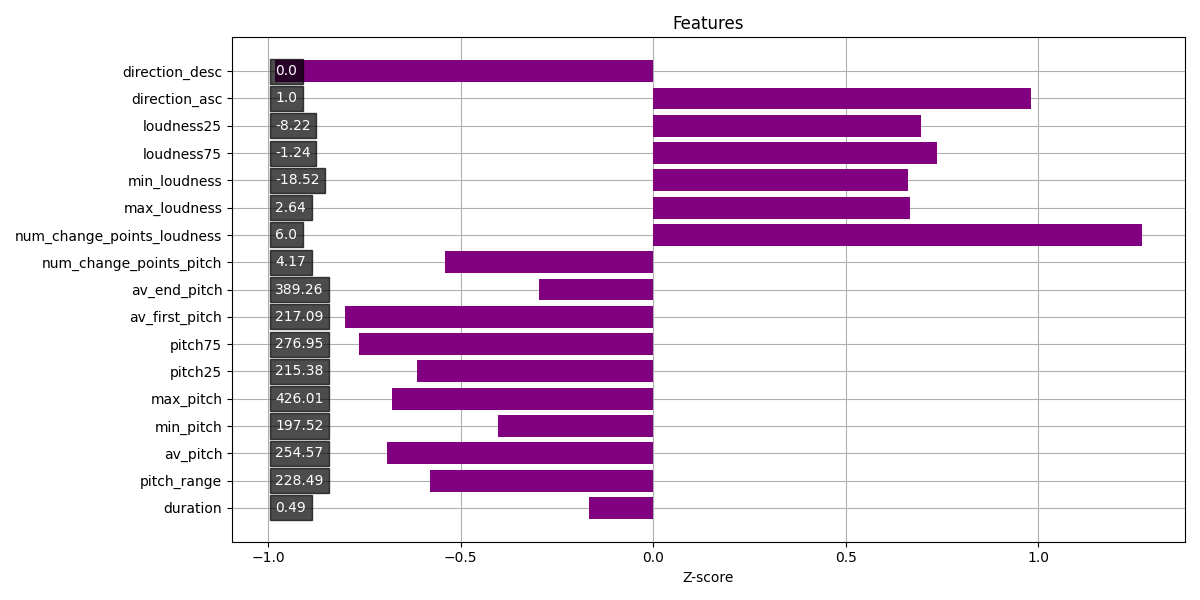 Features
direction_desc 0.0
direction_asc 1.0
loudness25 -8.22
loudness75 -1.24
min_loudness -18.52
max_loudness 2.64
num_change_points_loudness 6.0
num_change_points_pitch 4.17
av_end_pitch 389.26
av_first_pitch 217.09
pitch75 276.95
pitch25 215.38
max_pitch 426.01
min_pitch 197.52
av_pitch 254.57
pitch_range 228.49
duration 0.49
−1.0 −0.5 0.0 0.5 1.0
Z-score